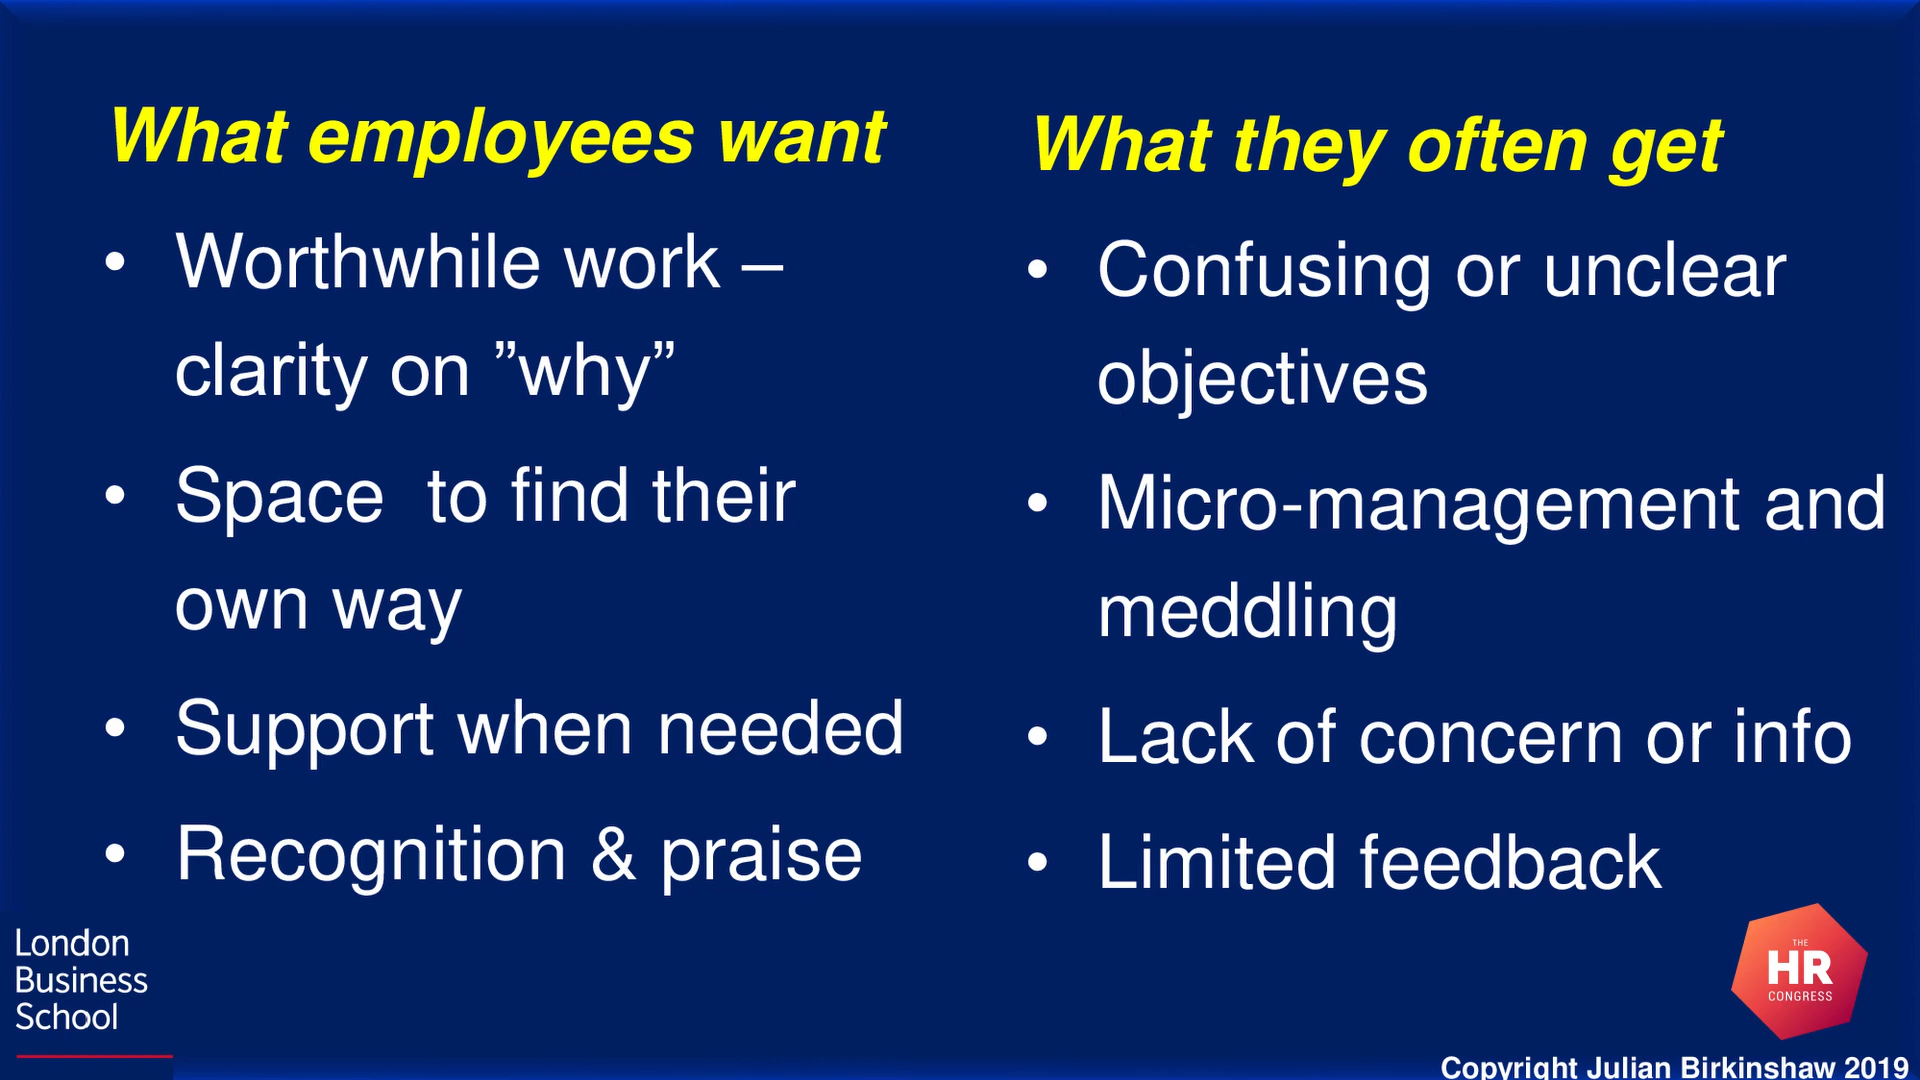 What employees want
• Worthwhile work –
clarity on ”why”
• Space  to find their
own way
• Support when needed
• Recognition & praise
What they often get
• Confusing or unclear
objectives
• Micro-management and
meddling
• Lack of concern or info
• Limited feedback
London
Business
School
THE
HR
CONGRESS
Copyright Julian Birkinshaw 2019